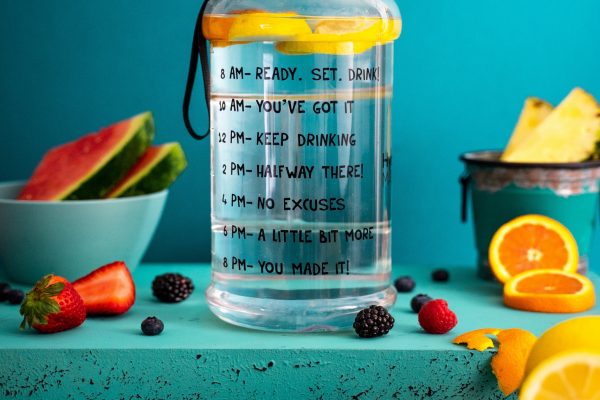 8 AM- READY. SET. DRINK!
10 AM- YOU'VE GOT IT
12 PM- KEEP DRINKING
2 PM- HALFWAY THERE!
4 PM- NO EXCUSES
6 PM- A LITTLE BIT MORE
8 PM- YOU MADE IT!